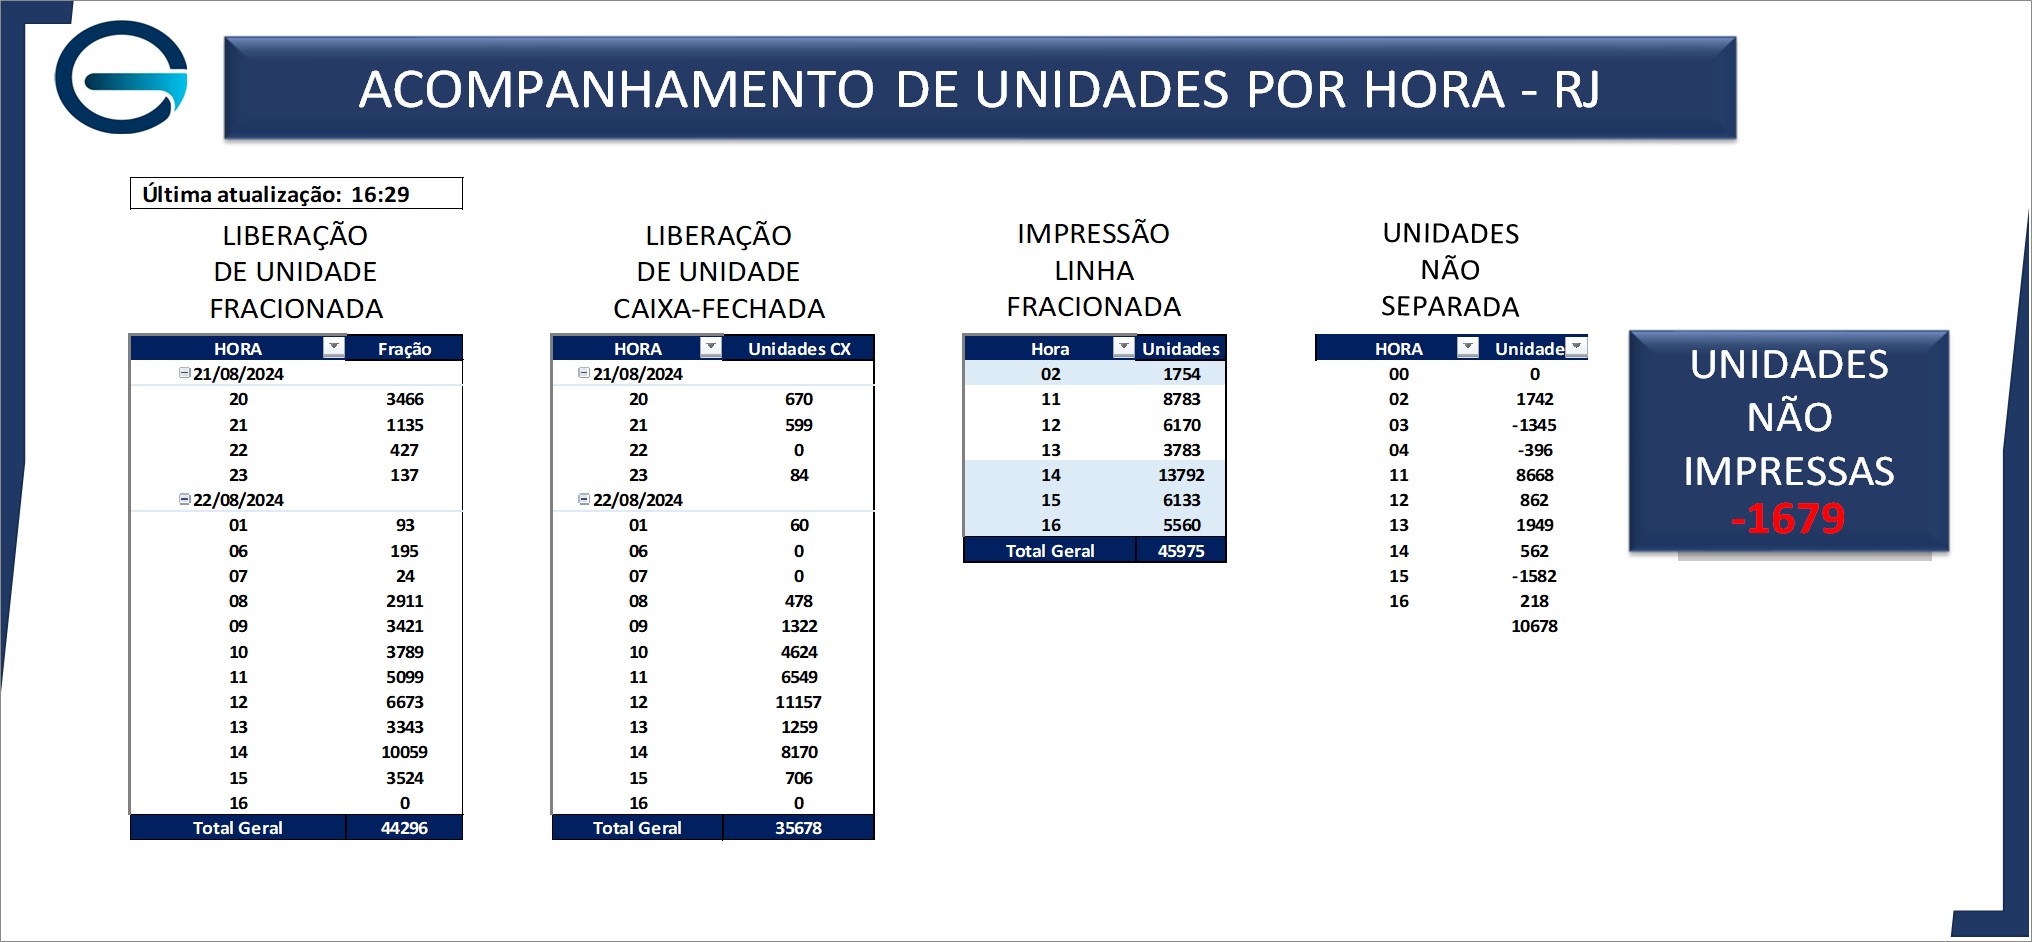 ACOMPANHAMENTO DE UNIDADES POR HORA - RJ
Última atualização: 16:29
LIBERAÇÃO
DE UNIDADE
FRACIONADA
HORA Fração
21/08/2024
20 3466
21 1135
22 427
23 137
22/08/2024
01 93
06 195
07 24
08 2911
09 3421
10 3789
11 5099
12 6673
13 3343
14 10059
15 3524
16 0
Total Geral 44296
LIBERAÇÃO
DE UNIDADE
CAIXA-FECHADA
HORA Unidades CX
21/08/2024
20 670
21 599
22 0
23 84
22/08/2024
01 60
06 0
07 0
08 478
09 1322
10 4624
11 6549
12 11157
13 1259
14 8170
15 706
16 0
Total Geral 35678
IMPRESSÃO
LINHA
FRACIONADA
Hora Unidades
02 1754
11 8783
12 6170
13 3783
14 13792
15 6133
16 5560
Total Geral 45975
UNIDADES
NÃO
SEPARADA
HORA Unidade
00 0
02 1742
03 -1345
04 -396
11 8668
12 862
13 1949
14 562
15 -1582
16 218
10678
UNIDADES
NÃO
IMPRESSAS
-1679